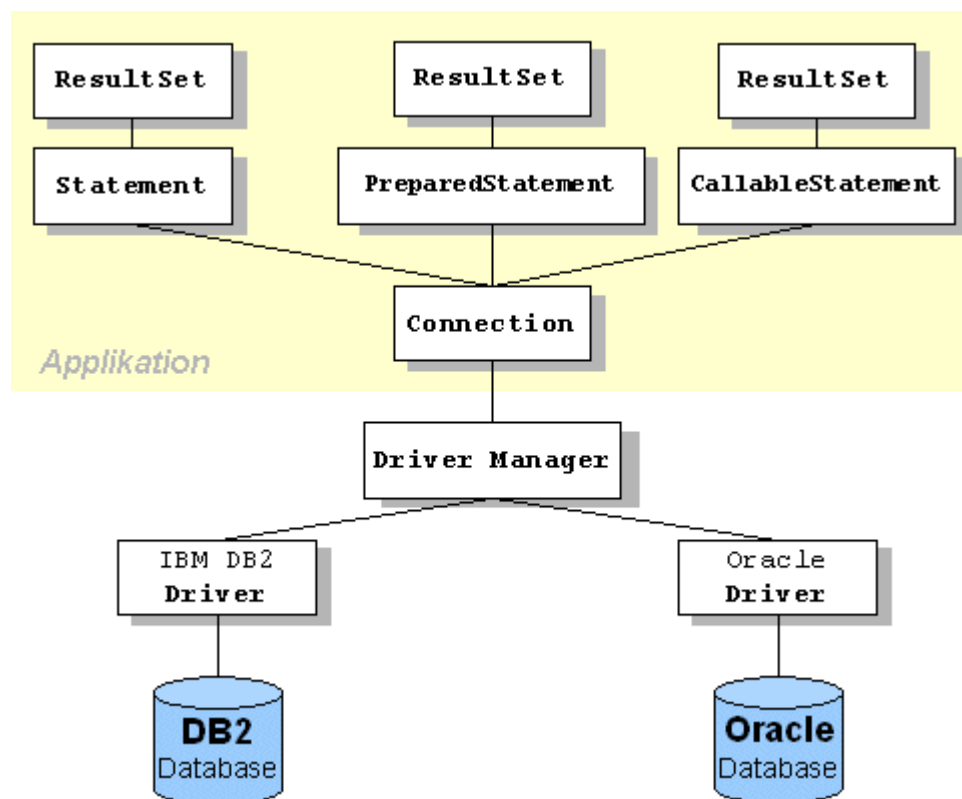 ResultSet
ResultSet
ResultSet
Statement
PreparedStatement
CallableStatement
Connection
Applikation
Driver Manager
IBM DB2
Driver
Oracle
Driver
DB2
Database
Oracle
Database